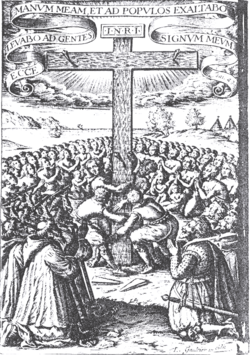 MANVM MEAM, ET AD POPVLOS EXALTABO
LEVABO AD GENTES
I.N.R.I.
SIGNVM MEVM
ECCE